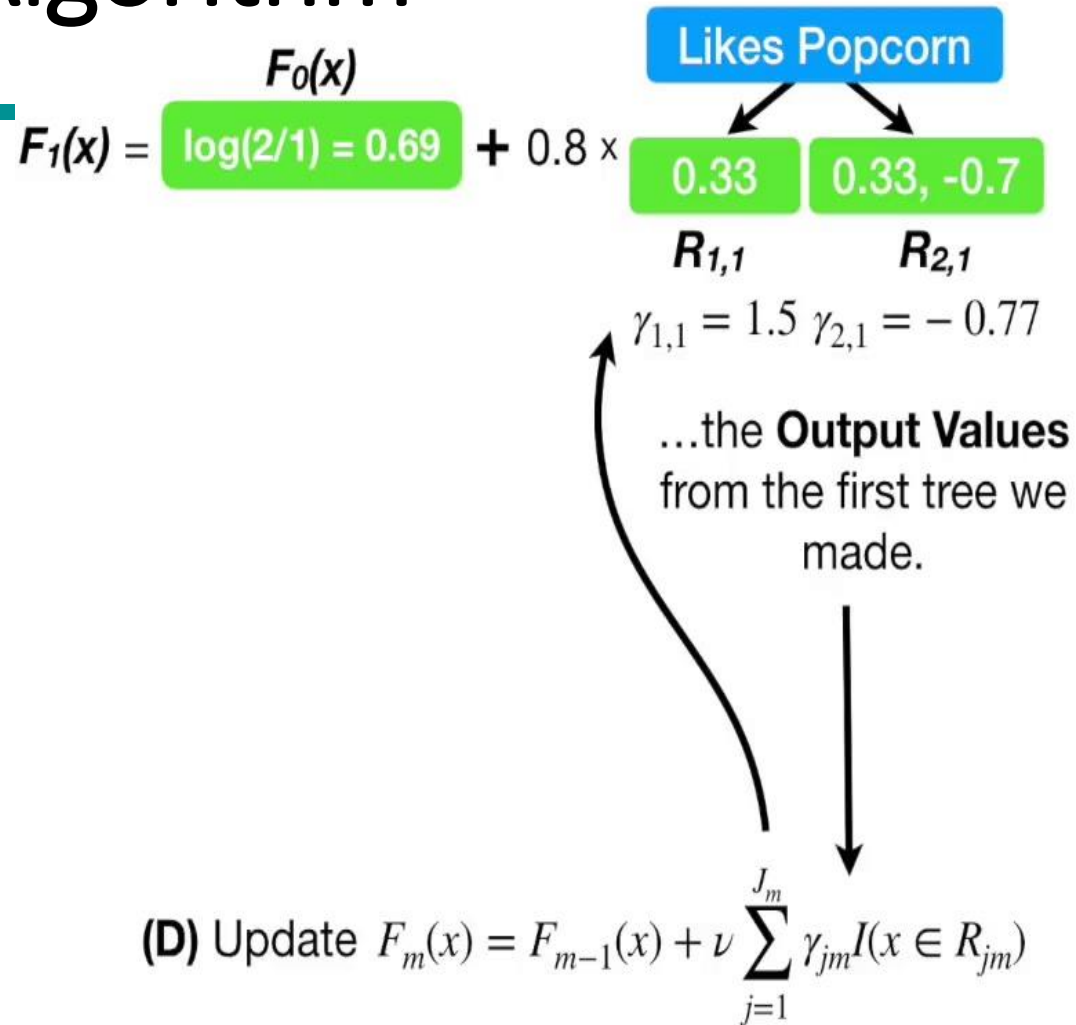 Algorithm
F₀(x)
Likes Popcorn
F₁(x) = log(2/1) = 0.69 + 0.8 × 0.33 0.33, -0.7
R₁,₁ R₂,₁
γ₁,₁ = 1.5 γ₂,₁ = − 0.77
…the Output Values
from the first tree we
made.
(D) Update Fₘ(x) = Fₘ₋₁(x) + ν ∑_{j=1}^{Jₘ} γⱼₘI(x ∈ Rⱼₘ)